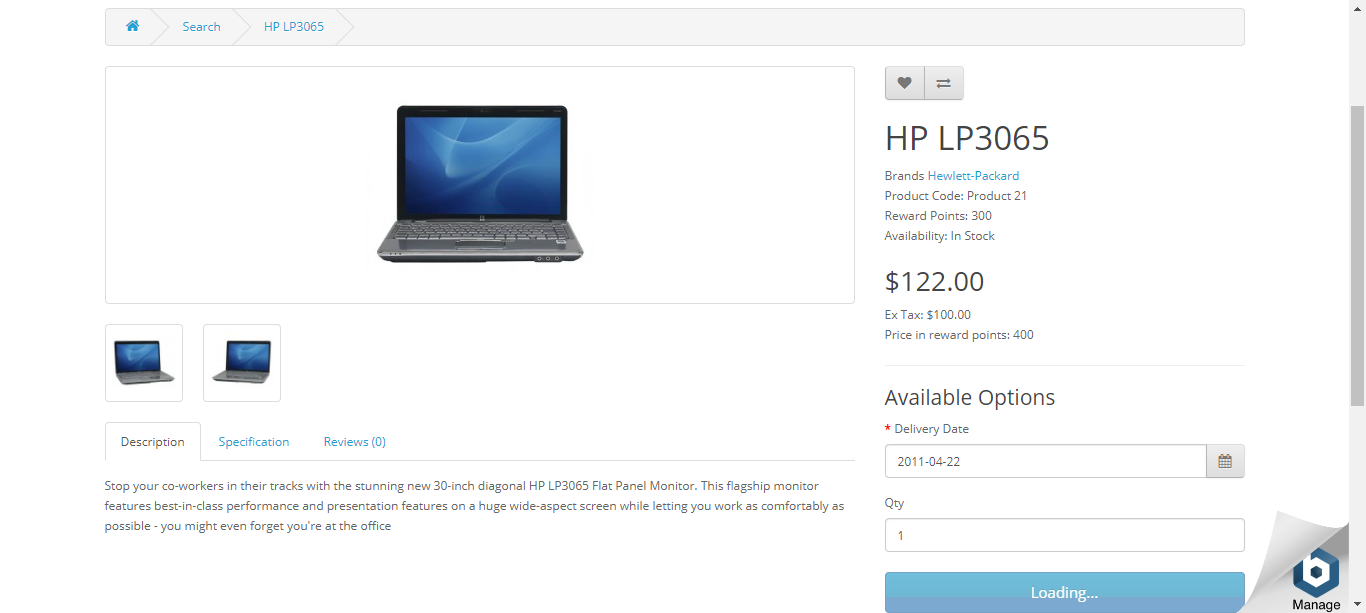 Search
HP LP3065
HP LP3065
Brands Hewlett-Packard
Product Code: Product 21
Reward Points: 300
Availability: In Stock
$122.00
Ex Tax: $100.00
Price in reward points: 400
Available Options
* Delivery Date
2011-04-22
Qty
1
Loading...
Description
Specification
Reviews (0)
Stop your co-workers in their tracks with the stunning new 30-inch diagonal HP LP3065 Flat Panel Monitor. This flagship monitor
features best-in-class performance and presentation features on a huge wide-aspect screen while letting you work as comfortably as
possible - you might even forget you're at the office
b
Manage